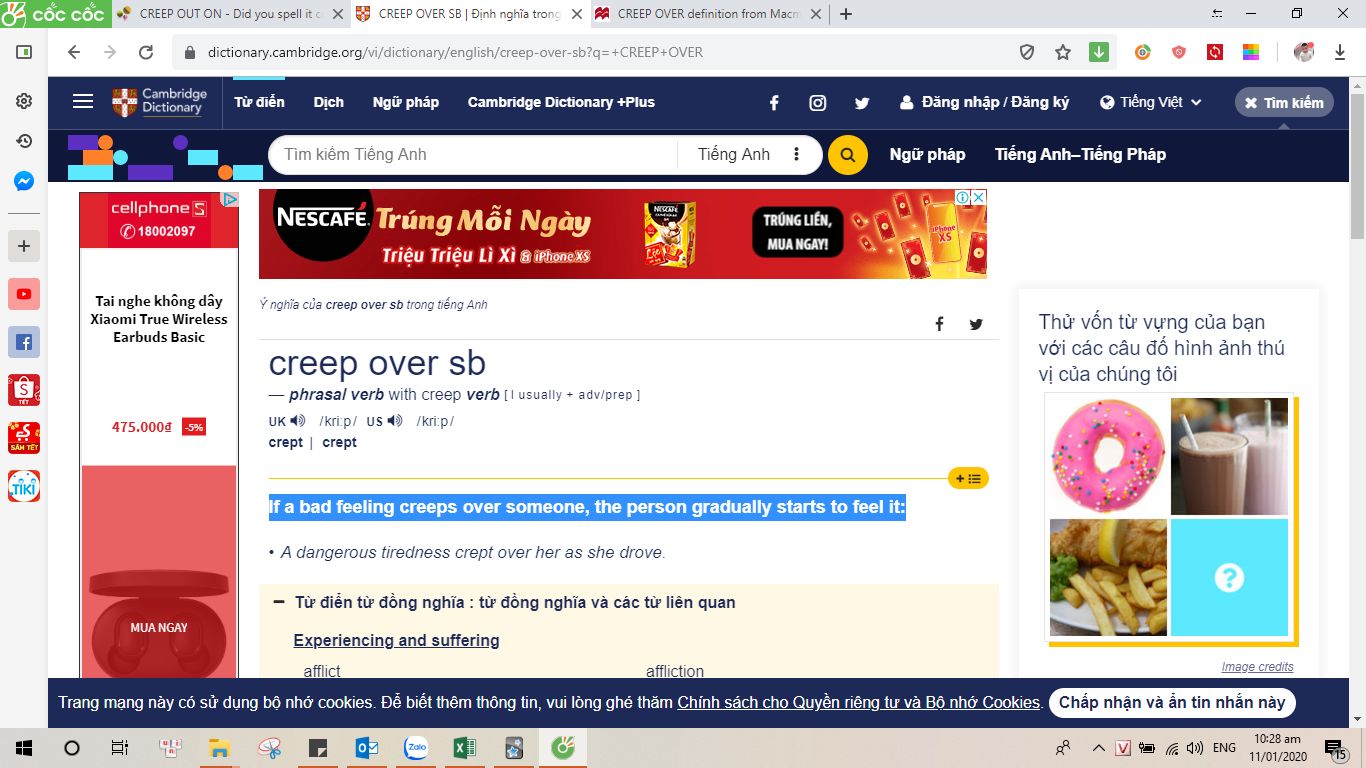 cốc cốc
CREEP OUT ON - Did you spell it c
CREEP OVER SB | Định nghĩa trong
CREEP OVER definition from Macm
dictionary.cambridge.org/vi/dictionary/english/creep-over-sb?q=+CREEP+OVER
Cambridge
Dictionary
Từ điển
Dịch
Ngữ pháp
Cambridge Dictionary +Plus
Đăng nhập / Đăng ký
Tiếng Việt
Tìm kiếm
Tìm kiếm Tiếng Anh
Tiếng Anh
Ngữ pháp
Tiếng Anh–Tiếng Pháp
cellphoneS
18002097
Tai nghe không dây
Xiaomi True Wireless
Earbuds Basic
475.000₫ -5%
MUA NGAY
NESCAFÉ.
Trúng Mỗi Ngày
Triệu Triệu Lì Xì & iPhone XS
NESCAFÉ
TRÚNG LIỀN,
MUA NGAY!
iPhone
XS
Ý nghĩa của creep over sb trong tiếng Anh
creep over sb
— phrasal verb with creep verb [ I usually + adv/prep ]
UK /kriːp/ US /kriːp/
crept | crept
If a bad feeling creeps over someone, the person gradually starts to feel it:
• A dangerous tiredness crept over her as she drove.
Từ điển từ đồng nghĩa : từ đồng nghĩa và các từ liên quan
Experiencing and suffering
afflict
affliction
Thử vốn từ vựng của bạn
với các câu đố hình ảnh thú
vị của chúng tôi
?
Image credits
Trang mạng này có sử dụng bộ nhớ cookies. Để biết thêm thông tin, vui lòng ghé thăm Chính sách cho Quyền riêng tư và Bộ nhớ Cookies.
Chấp nhận và ẩn tin nhắn này
TẾT
SẮM TẾT
TIKI
Zalo
V
ENG
10:28 am
11/01/2020
15